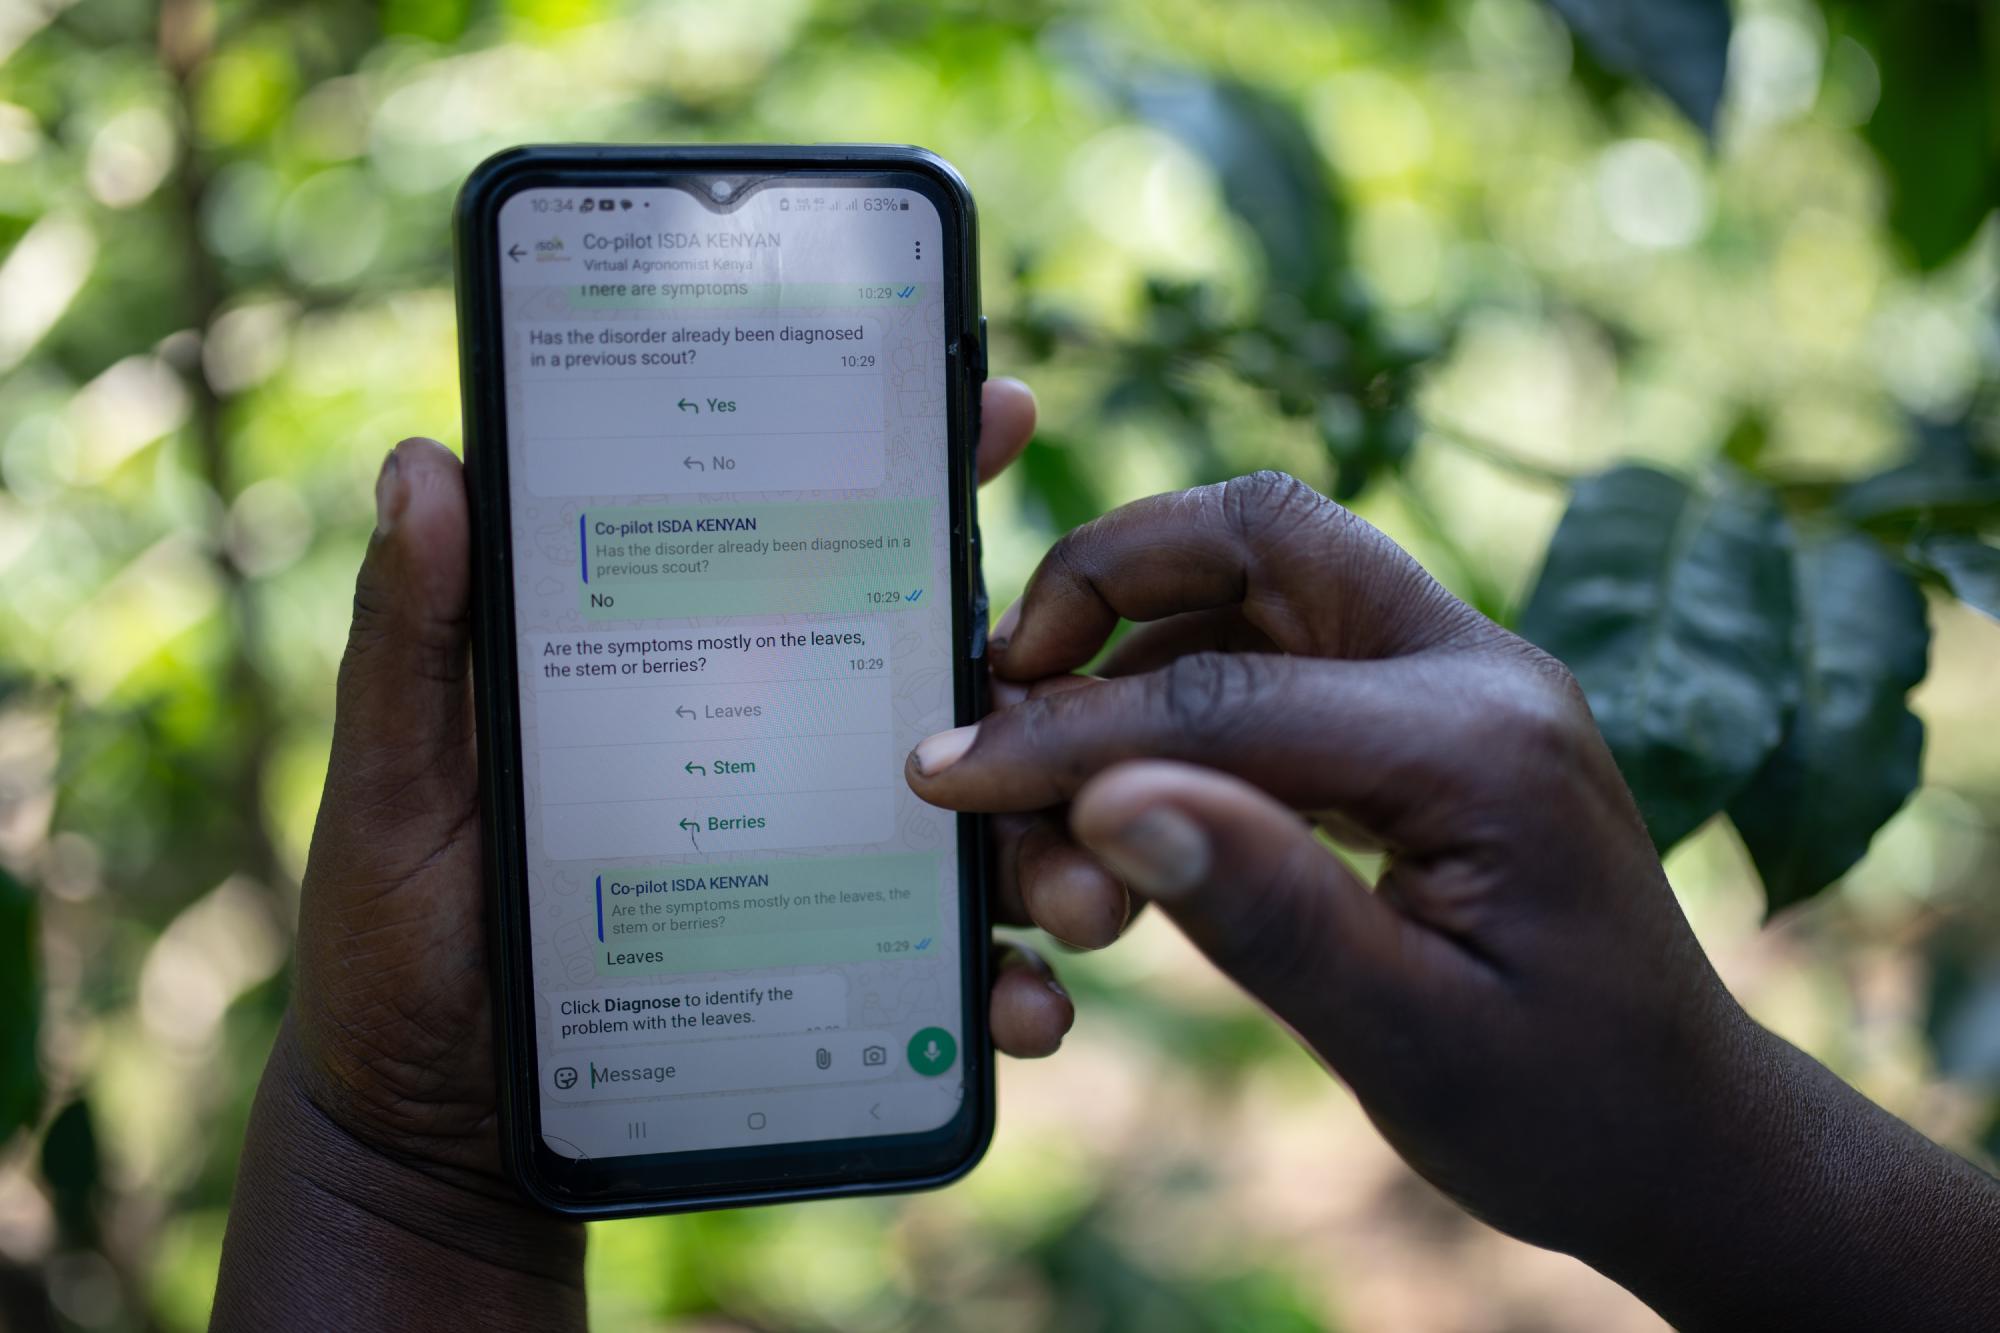 10:34
63%
iSDA
Co-pilot ISDA KENYAN
Virtual Agronomist Kenya
There are symptoms
10:29
Has the disorder already been diagnosed
in a previous scout?
10:29
Yes
No
Co-pilot ISDA KENYAN
Has the disorder already been diagnosed in a
previous scout?
No
10:29
Are the symptoms mostly on the leaves,
the stem or berries?
10:29
Leaves
Stem
Berries
Co-pilot ISDA KENYAN
Are the symptoms mostly on the leaves, the
stem or berries?
Leaves
10:29
Click Diagnose to identify the
problem with the leaves.
Message